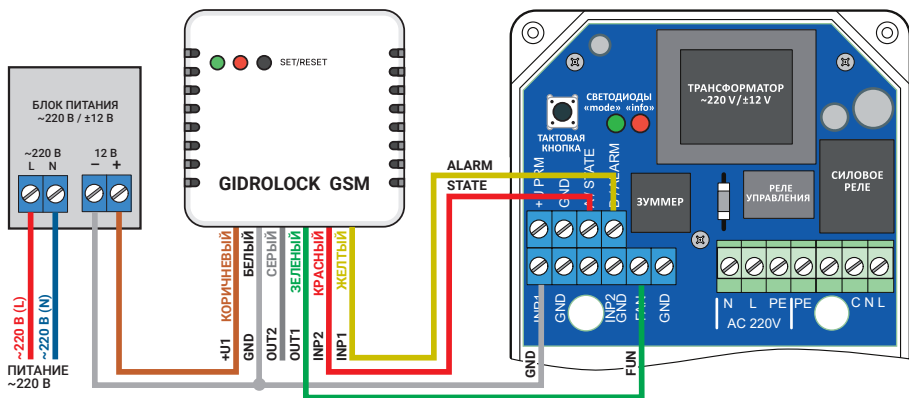 БЛОК ПИТАНИЯ
~220 В / ±12 В
~220 В
12 В
L
N
−
+
SET/RESET
GIDROLOCK GSM
КОРИЧНЕВЫЙ
БЕЛЫЙ
СЕРЫЙ
ЗЕЛЕНЫЙ
КРАСНЫЙ
ЖЕЛТЫЙ
+U1
GND
OUT2
OUT1
INP2
INP1
~220 В (L)
~220 В (N)
ПИТАНИЕ
~220 В
ALARM
STATE
GND
FUN
ТРАНСФОРМАТОР
~220 V/±12 V
СВЕТОДИОДЫ
«mode» «info»
ТАКТОВАЯ
КНОПКА
+U PRM
GND
A / STATE
B / ALARM
ЗУММЕР
РЕЛЕ
УПРАВЛЕНИЯ
СИЛОВОЕ
РЕЛЕ
INP1
GND
INP2
GND
FAN
GND
N L PE PE C N L
AC 220V